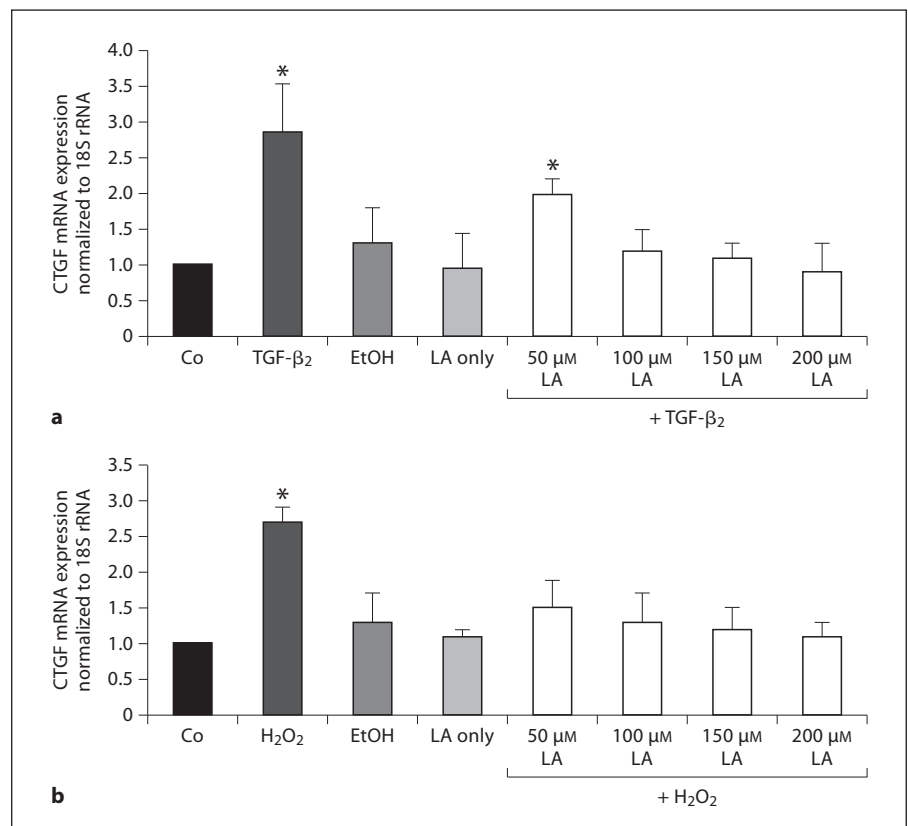 CTGF mRNA expression
normalized to 18S rRNA
4.0
3.5
3.0
2.5
2.0
1.5
1.0
0.5
0
*
*
Co TGF-β₂ EtOH LA only 50 µM 100 µM 150 µM 200 µM
LA LA LA LA
+ TGF-β₂
a
CTGF mRNA expression
normalized to 18S rRNA
3.5
3.0
2.5
2.0
1.5
1.0
0.5
0
*
Co H₂O₂ EtOH LA only 50 µM 100 µM 150 µM 200 µM
LA LA LA LA
+ H₂O₂
b